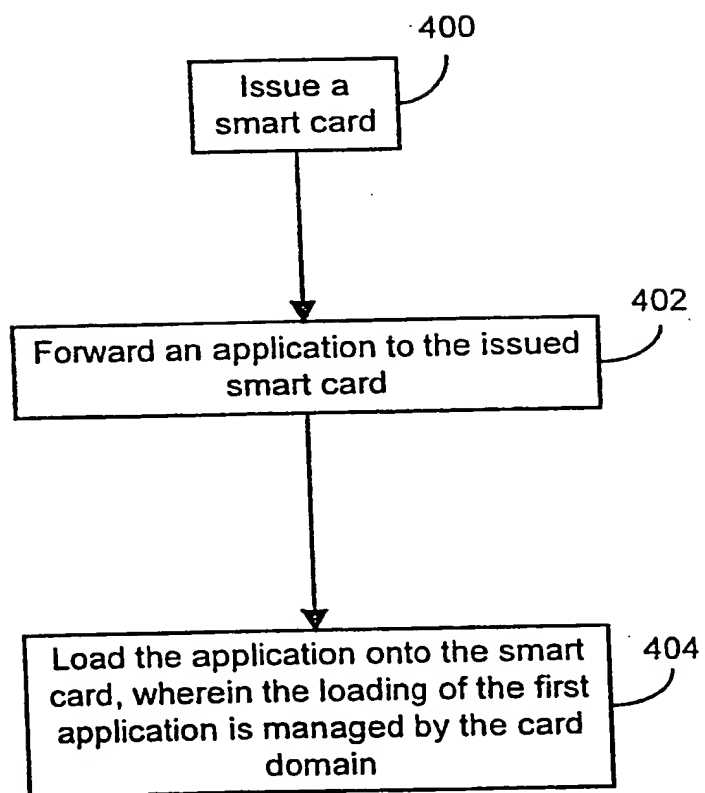 400
Issue a
smart card
402
Forward an application to the issued
smart card
404
Load the application onto the smart
card, wherein the loading of the first
application is managed by the card
domain